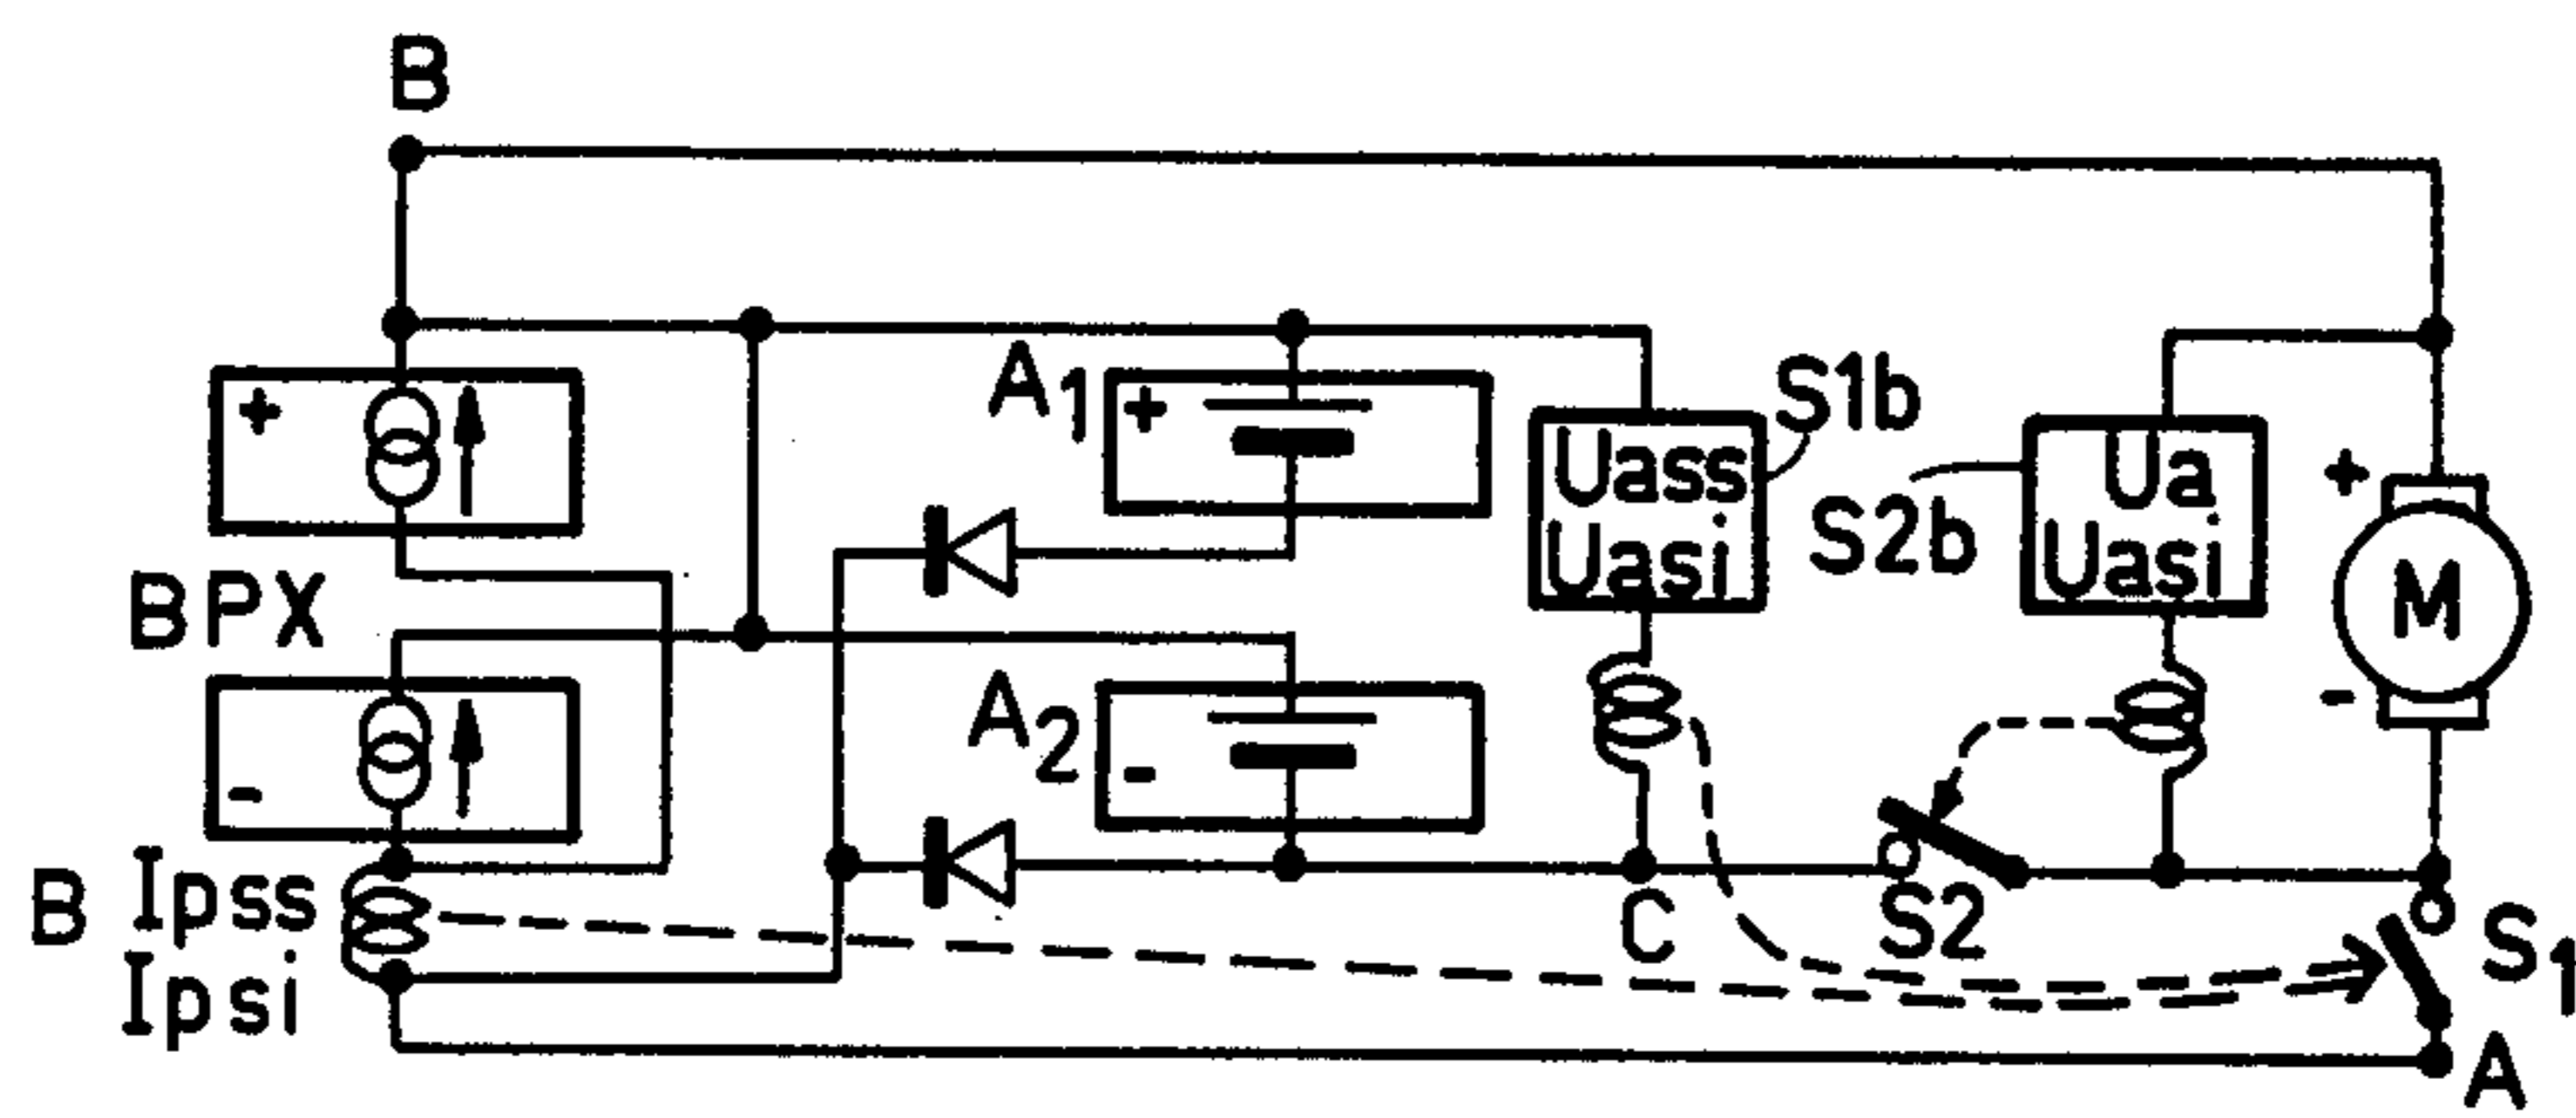 B
+
A1
+
S1b
Uass
Uasi
S2b
Ua
Uasi
+
M
-
BPX
-
A2
-
B
Ipss
Ipsi
C
S2
S1
A